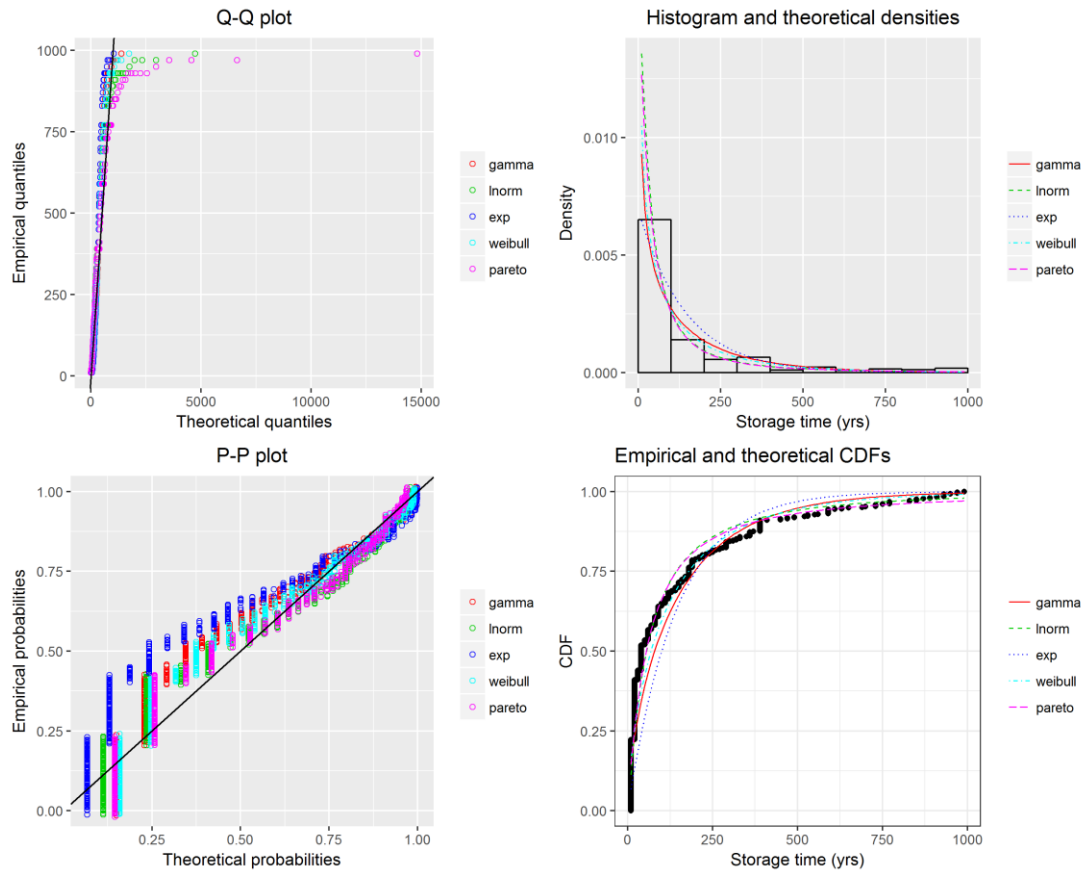 Q-Q plot
Empirical quantiles
1000
750
500
250
0
0
5000
10000
15000
Theoretical quantiles
gamma
lnorm
exp
weibull
pareto
Histogram and theoretical densities
Density
0.010
0.005
0.000
0
250
500
750
1000
Storage time (yrs)
gamma
lnorm
exp
weibull
pareto
P-P plot
Empirical probabilities
1.00
0.75
0.50
0.25
0.00
0.25
0.50
0.75
1.00
Theoretical probabilities
gamma
lnorm
exp
weibull
pareto
Empirical and theoretical CDFs
CDF
1.00
0.75
0.50
0.25
0.00
0
250
500
750
1000
Storage time (yrs)
gamma
lnorm
exp
weibull
pareto